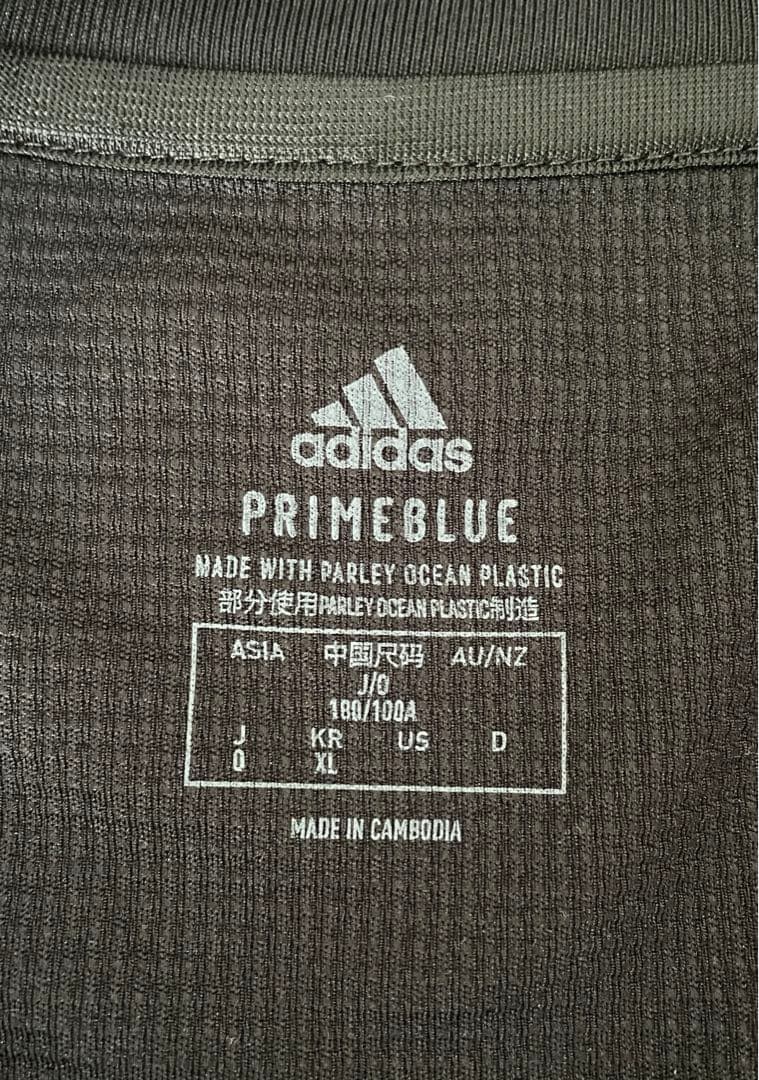 adidas
PRIMEBLUE
MADE WITH PARLEY OCEAN PLASTIC
部分使用PARLEY OCEAN PLASTIC制造
ASIA 中国尺码 AU/NZ
J/O
180/100A
J KR US D
O XL
MADE IN CAMBODIA